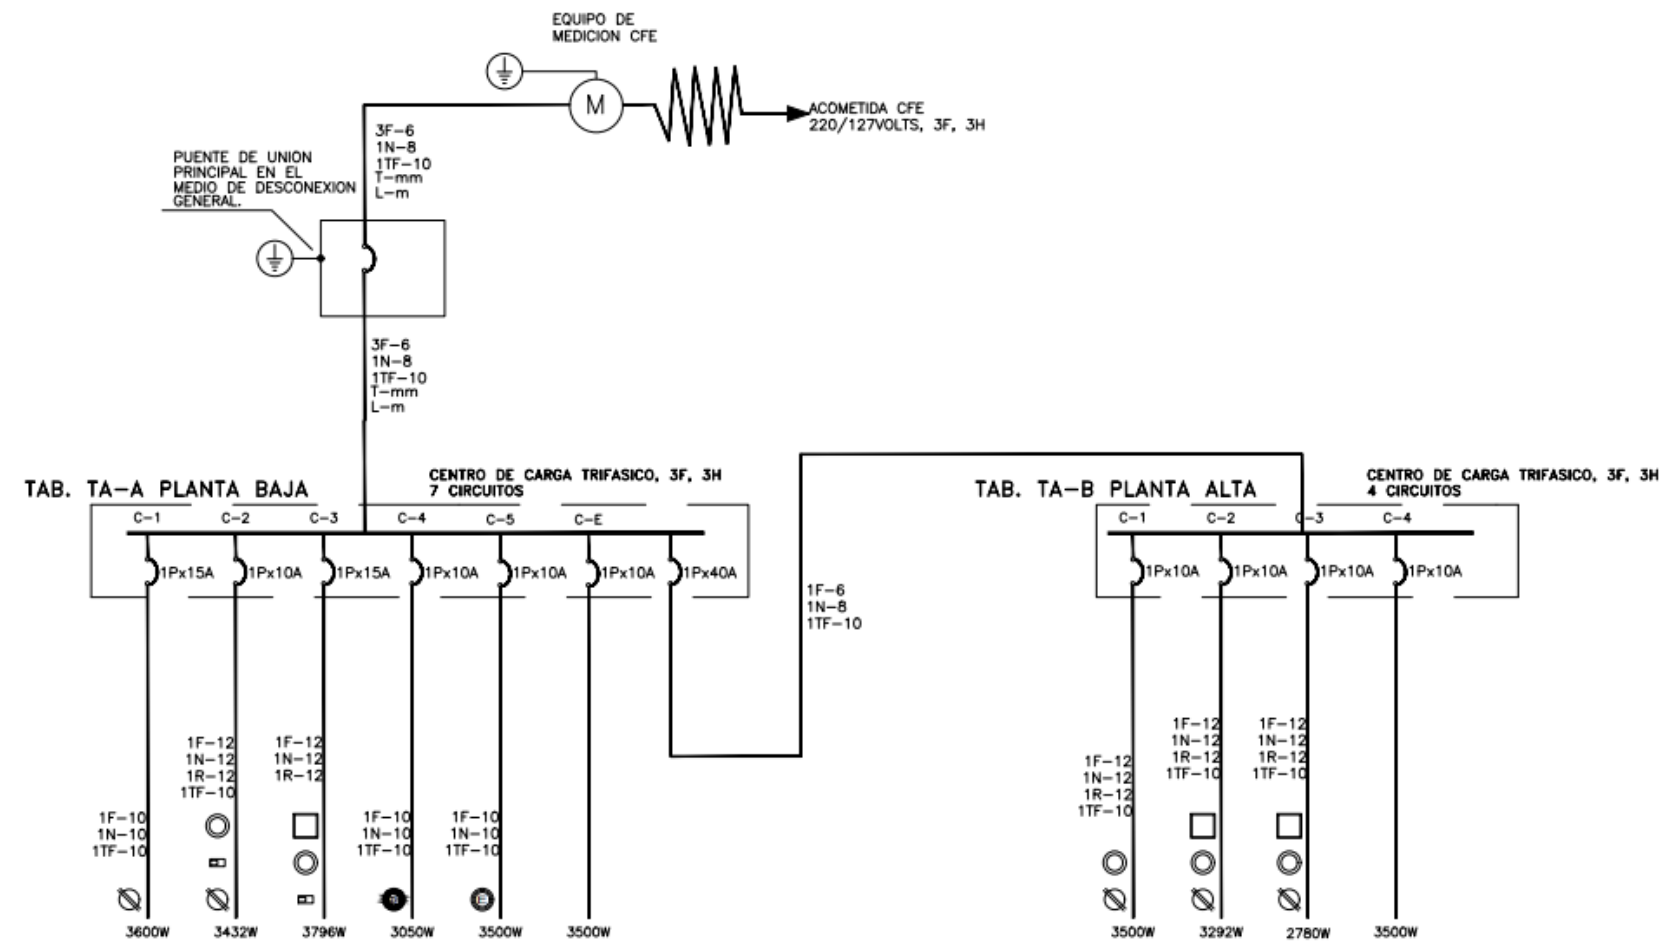 EQUIPO DE
MEDICION CFE
M
ACOMETIDA CFE
220/127VOLTS, 3F, 3H
3F-6
1N-8
1TF-10
T-mm
L-m
PUENTE DE UNION
PRINCIPAL EN EL
MEDIO DE DESCONEXION
GENERAL.
3F-6
1N-8
1TF-10
T-mm
L-m
TAB. TA-A PLANTA BAJA
CENTRO DE CARGA TRIFASICO, 3F, 3H
7 CIRCUITOS
C-1 C-2 C-3 C-4 C-5 C-E
1Px15A 1Px10A 1Px15A 1Px10A 1Px10A 1Px10A 1Px40A
1F-6
1N-8
1TF-10
1F-10
1N-10
1TF-10
1F-12
1N-12
1R-12
1TF-10
1F-12
1N-12
1R-12
1F-10
1N-10
1TF-10
1F-10
1N-10
1TF-10
E
3600W 3432W 3796W 3050W 3500W 3500W
TAB. TA-B PLANTA ALTA
CENTRO DE CARGA TRIFASICO, 3F, 3H
4 CIRCUITOS
C-1 C-2 C-3 C-4
1Px10A 1Px10A 1Px10A 1Px10A
1F-12
1N-12
1R-12
1TF-10
1F-12
1N-12
1R-12
1TF-10
1F-12
1N-12
1R-12
1TF-10
3500W 3292W 2780W 3500W